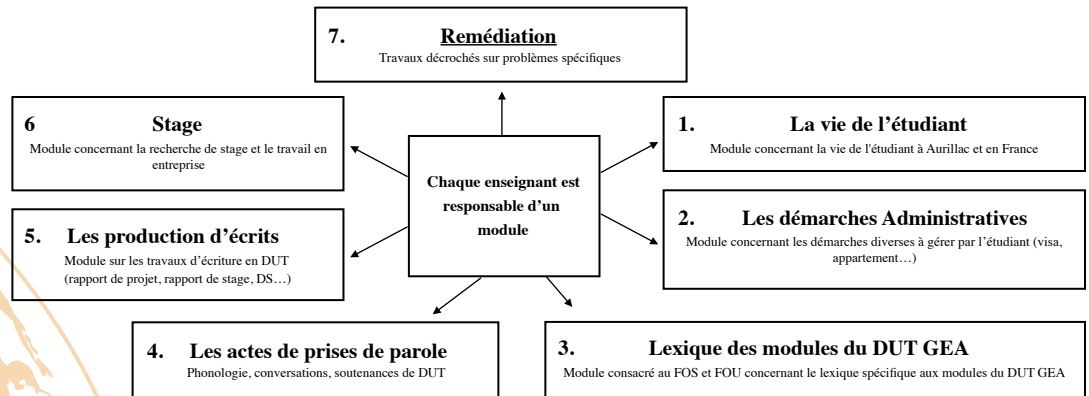 7. Remédiation
Travaux décrochés sur problèmes spécifiques
6 Stage
Module concernant la recherche de stage et le travail en
entreprise
1. La vie de l’étudiant
Module concernant la vie de l'étudiant à Aurillac et en France
Chaque enseignant est
responsable d’un
module
5. Les production d’écrits
Module sur les travaux d’écriture en DUT
(rapport de projet, rapport de stage, DS…)
2. Les démarches Administratives
Module concernant les démarches diverses à gérer par l’étudiant (visa,
appartement…)
4. Les actes de prises de parole
Phonologie, conversations, soutenances de DUT
3. Lexique des modules du DUT GEA
Module consacré au FOS et FOU concernant le lexique spécifique aux modules du DUT GEA